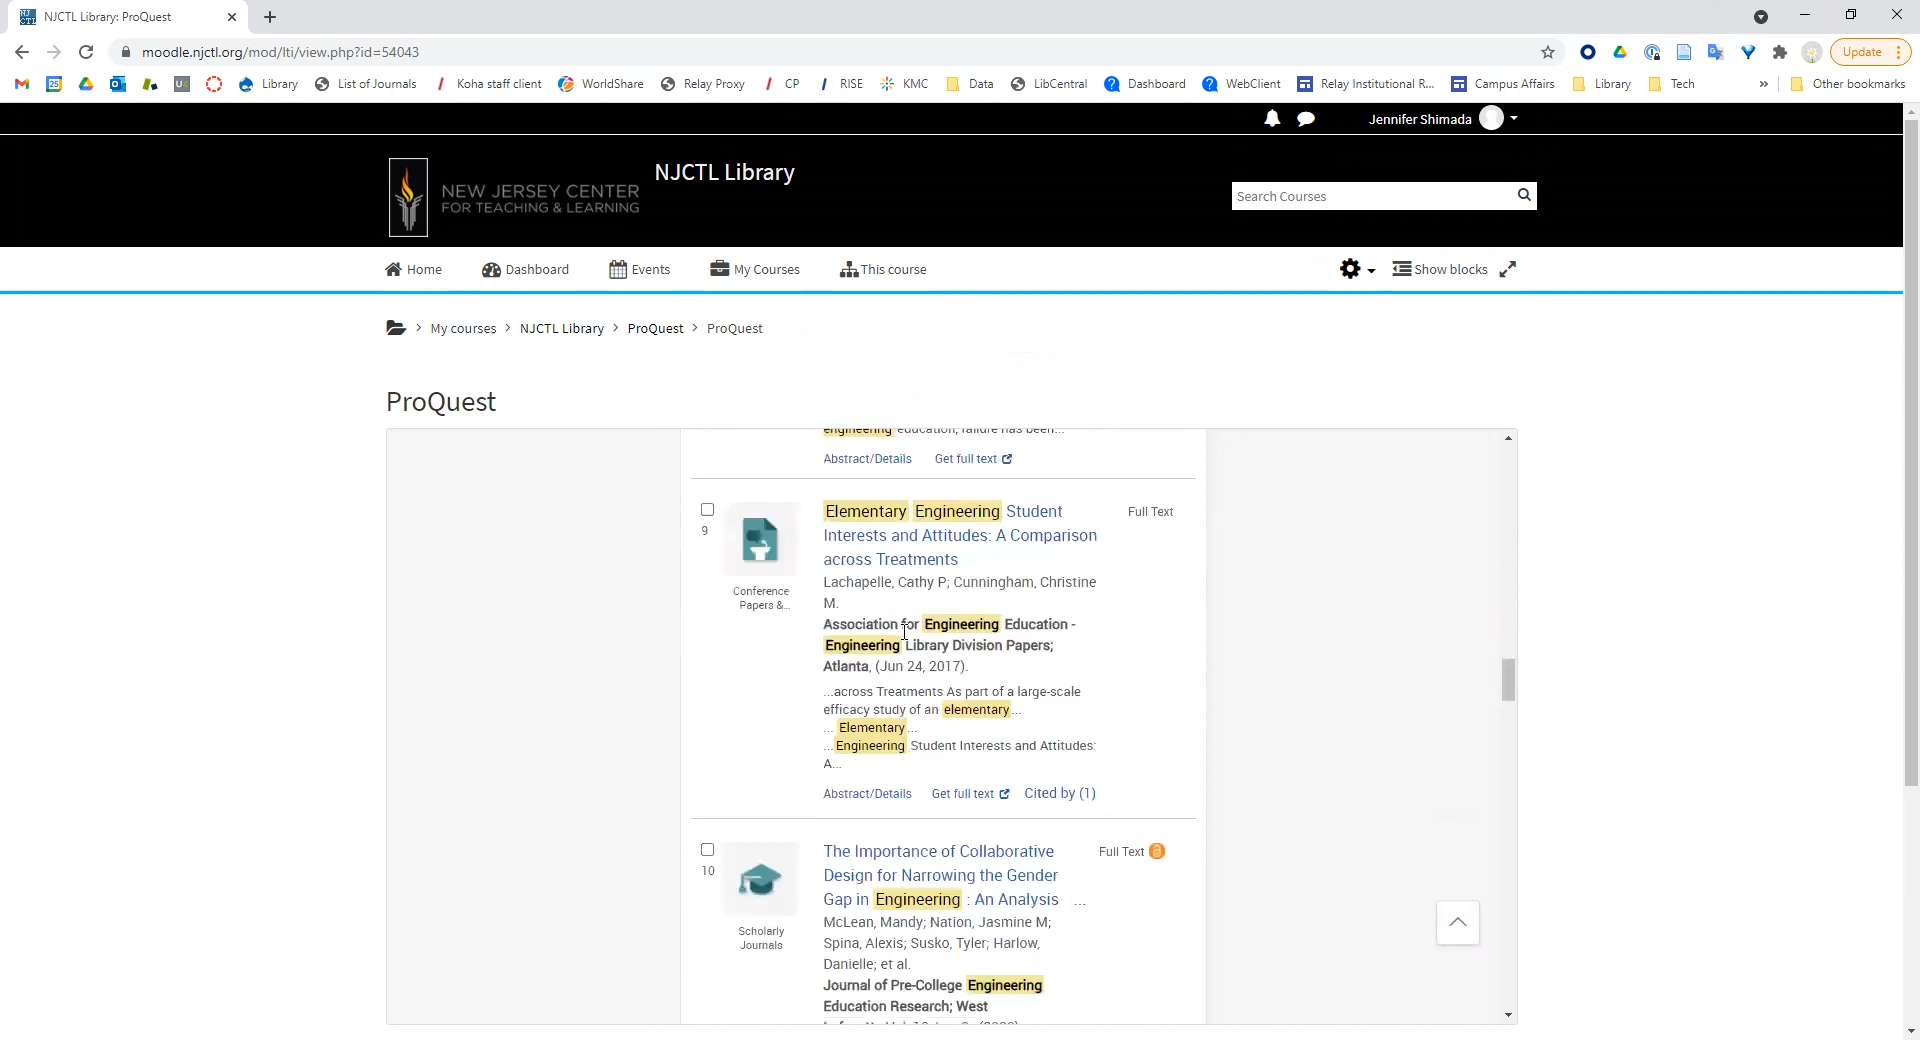 NJCTL Library: ProQuest
moodle.njctl.org/mod/lti/view.php?id=54043
Update
Library
List of Journals
Koha staff client
WorldShare
Relay Proxy
CP
RISE
KMC
Data
LibCentral
Dashboard
WebClient
Relay Institutional R...
Campus Affairs
Library
Tech
»
Other bookmarks
Jennifer Shimada
NEW JERSEY CENTER
FOR TEACHING & LEARNING
NJCTL Library
Search Courses
Home
Dashboard
Events
My Courses
This course
Show blocks
My courses > NJCTL Library > ProQuest > ProQuest
ProQuest
engineering education, failure has been...
Abstract/Details Get full text
9
Conference
Papers &...
Elementary Engineering Student
Interests and Attitudes: A Comparison
across Treatments
Full Text
Lachapelle, Cathy P; Cunningham, Christine
M.
Association for Engineering Education -
Engineering Library Division Papers;
Atlanta, (Jun 24, 2017).
...across Treatments As part of a large-scale
efficacy study of an elementary...
... Elementary...
...Engineering Student Interests and Attitudes:
A...
Abstract/Details Get full text Cited by (1)
10
Scholarly
Journals
The Importance of Collaborative
Design for Narrowing the Gender
Gap in Engineering : An Analysis ...
Full Text
McLean, Mandy; Nation, Jasmine M;
Spina, Alexis; Susko, Tyler; Harlow,
Danielle; et al.
Journal of Pre-College Engineering
Education Research; West